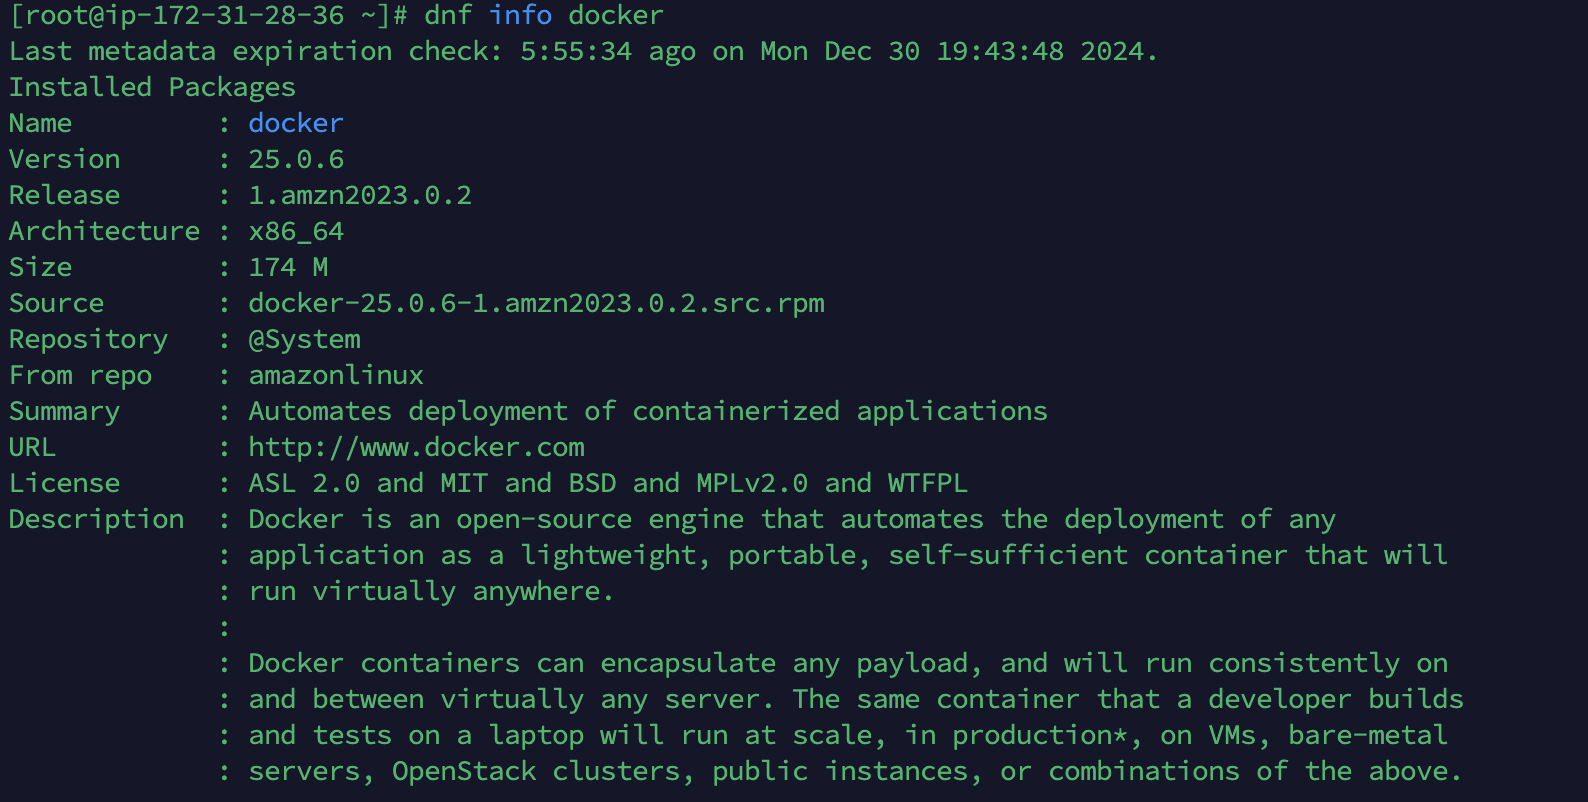 [root@ip-172-31-28-36 ~]# dnf info docker
Last metadata expiration check: 5:55:34 ago on Mon Dec 30 19:43:48 2024.
Installed Packages
Name         : docker
Version      : 25.0.6
Release      : 1.amzn2023.0.2
Architecture : x86_64
Size         : 174 M
Source       : docker-25.0.6-1.amzn2023.0.2.src.rpm
Repository   : @System
From repo    : amazonlinux
Summary      : Automates deployment of containerized applications
URL          : http://www.docker.com
License      : ASL 2.0 and MIT and BSD and MPLv2.0 and WTFPL
Description  : Docker is an open-source engine that automates the deployment of any
             : application as a lightweight, portable, self-sufficient container that will
             : run virtually anywhere.
             :
             : Docker containers can encapsulate any payload, and will run consistently on
             : and between virtually any server. The same container that a developer builds
             : and tests on a laptop will run at scale, in production*, on VMs, bare-metal
             : servers, OpenStack clusters, public instances, or combinations of the above.